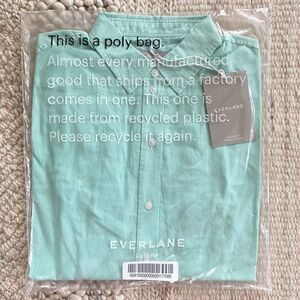 This is a poly bag.
Almost every manufactured
good that ships from a factory
comes in one. This one is
made from recycled plastic.
Please recycle it again.
EVERLANE
EVERLANE
ReNew